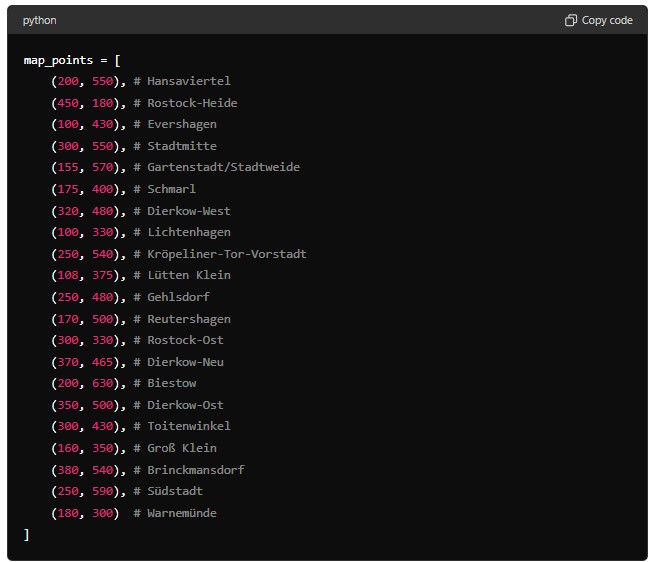 python Copy code
map_points = [
(200, 550), # Hansaviertel
(450, 180), # Rostock-Heide
(100, 430), # Evershagen
(300, 550), # Stadtmitte
(155, 570), # Gartenstadt/Stadtweide
(175, 400), # Schmarl
(320, 480), # Dierkow-West
(100, 330), # Lichtenhagen
(250, 540), # Kröpeliner-Tor-Vorstadt
(108, 375), # Lütten Klein
(250, 480), # Gehlsdorf
(170, 500), # Reutershagen
(300, 330), # Rostock-Ost
(370, 465), # Dierkow-Neu
(200, 630), # Biestow
(350, 500), # Dierkow-Ost
(300, 430), # Toitenwinkel
(160, 350), # Groß Klein
(380, 540), # Brinckmansdorf
(250, 590), # Südstadt
(180, 300) # Warnemünde
]